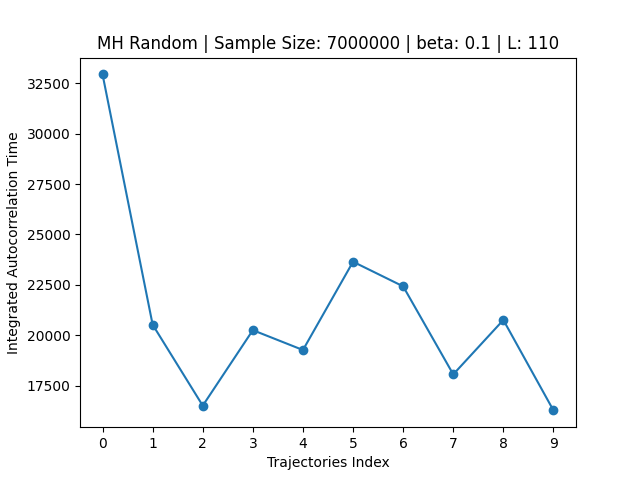 MH Random | Sample Size: 7000000 | beta: 0.1 | L: 110
32500
30000
27500
25000
22500
20000
17500
Integrated Autocorrelation Time
0 1 2 3 4 5 6 7 8 9
Trajectories Index